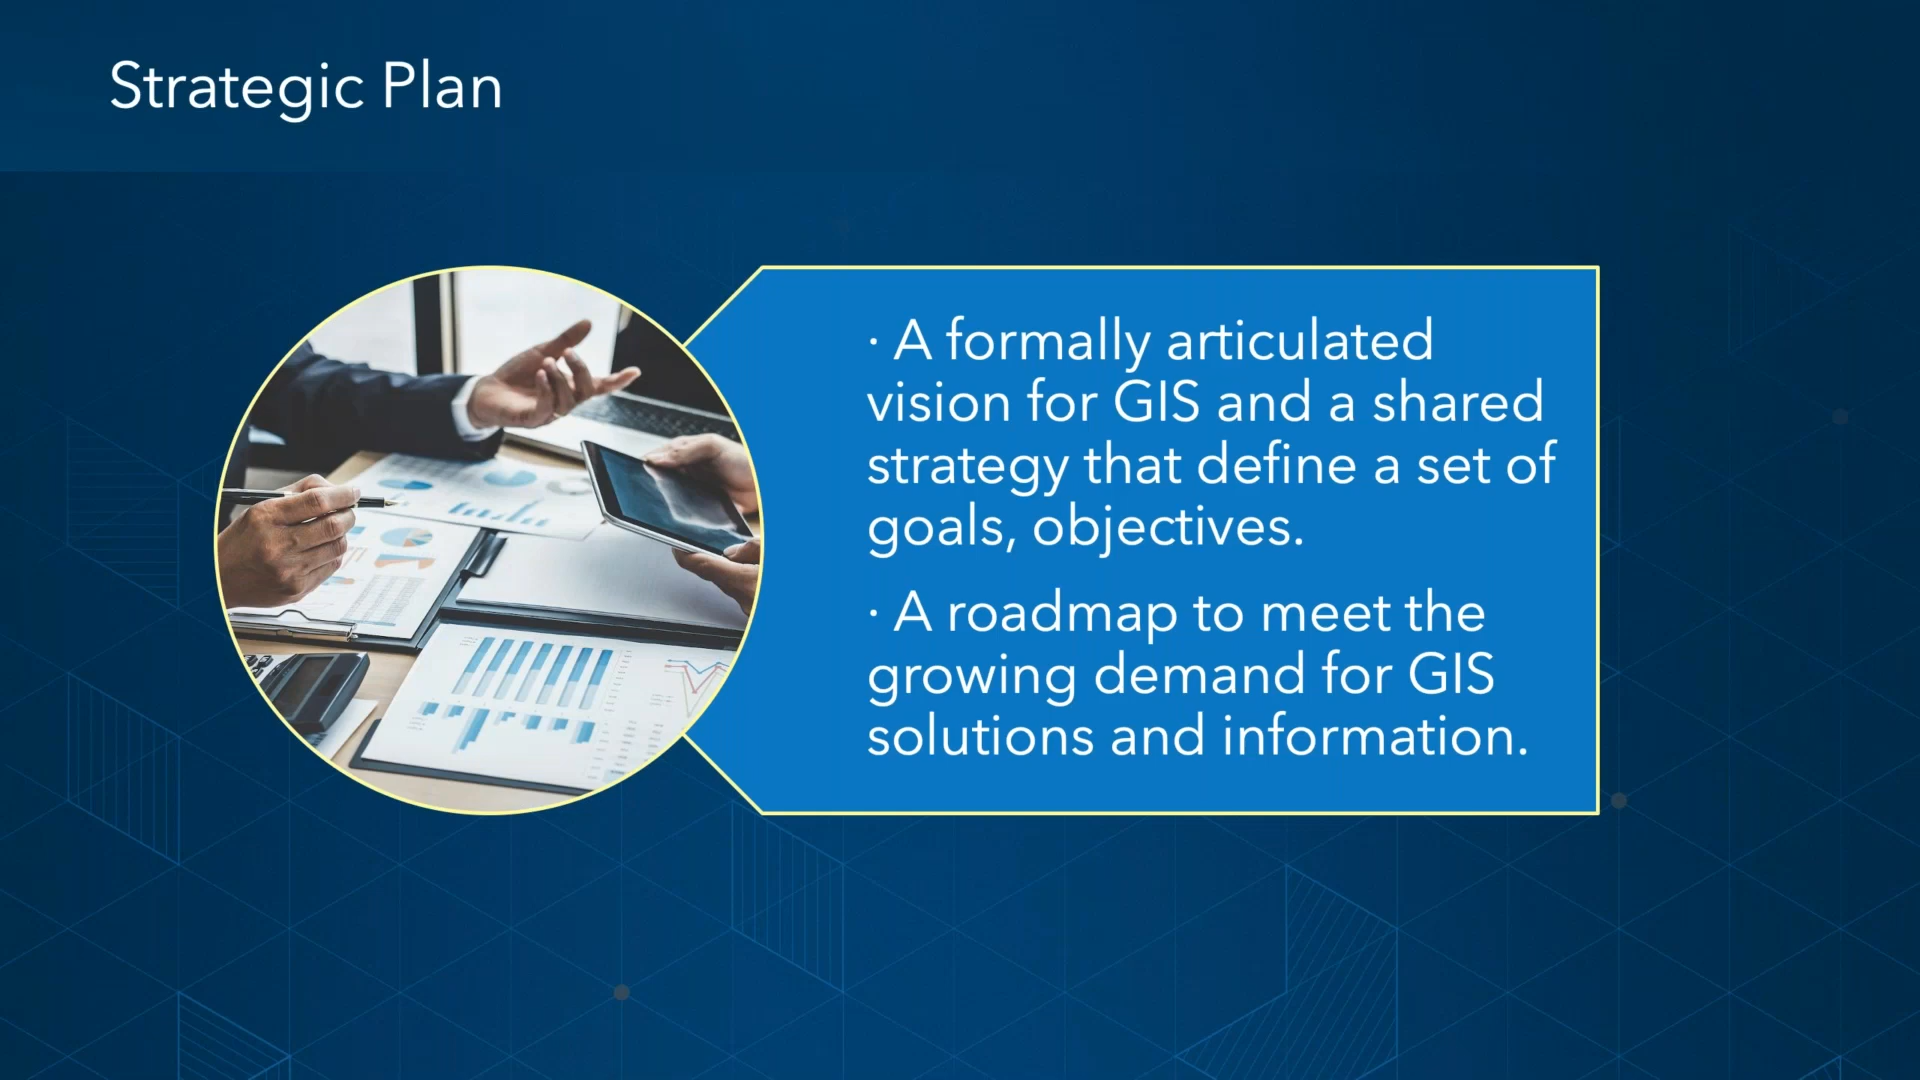 Strategic Plan
· A formally articulated
vision for GIS and a shared
strategy that define a set of
goals, objectives.
· A roadmap to meet the
growing demand for GIS
solutions and information.